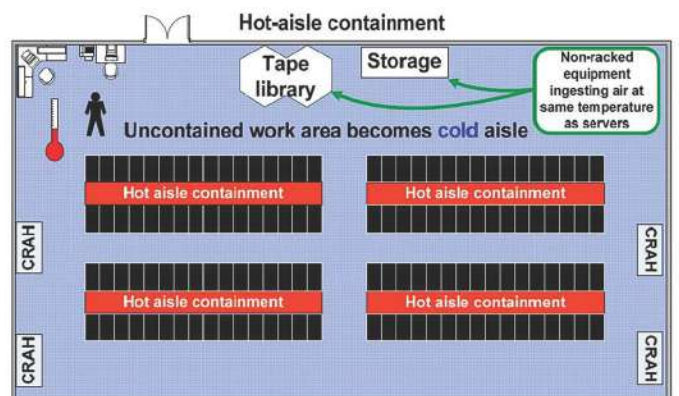 Hot-aisle containment
Tape
library
Storage
Non-racked
equipment
ingesting air at
same temperature
as servers
Uncontained work area becomes cold aisle
Hot aisle containment
Hot aisle containment
CRAH
CRAH
Hot aisle containment
Hot aisle containment
CRAH
CRAH